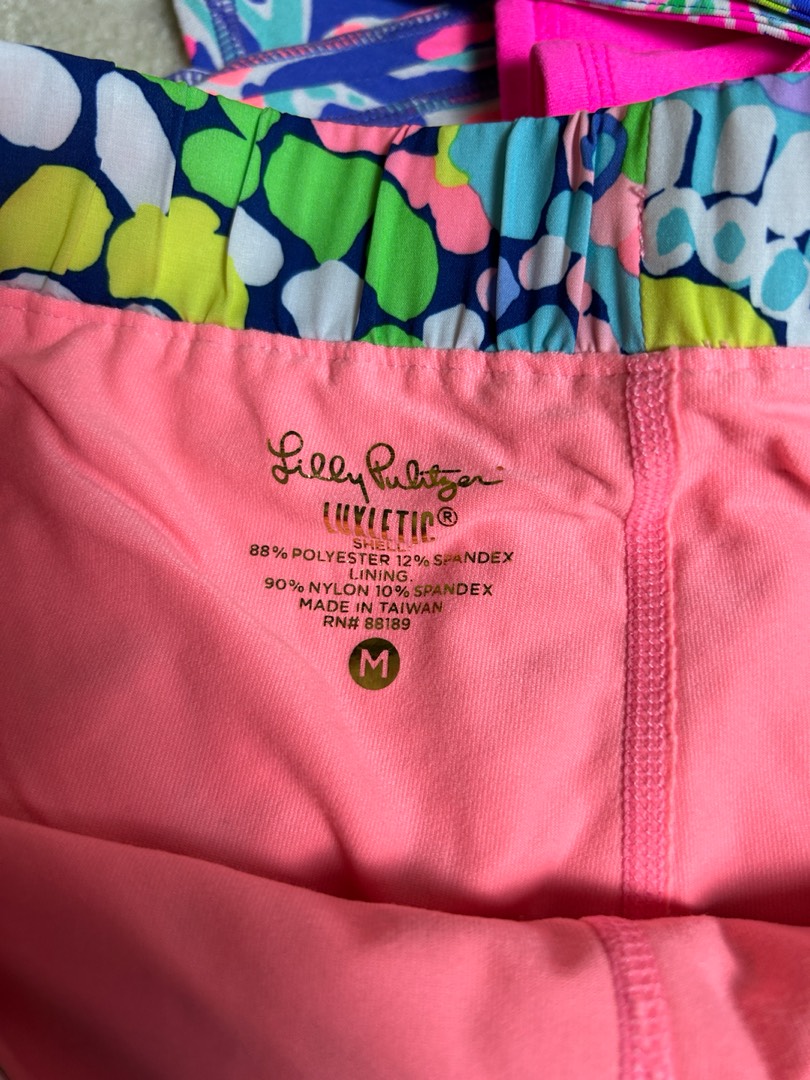 Lilly Pulitzer
LUXLETIC®
SHELL:
88% POLYESTER 12% SPANDEX
LINING:
90% NYLON 10% SPANDEX
MADE IN TAIWAN
RN# 88189
M